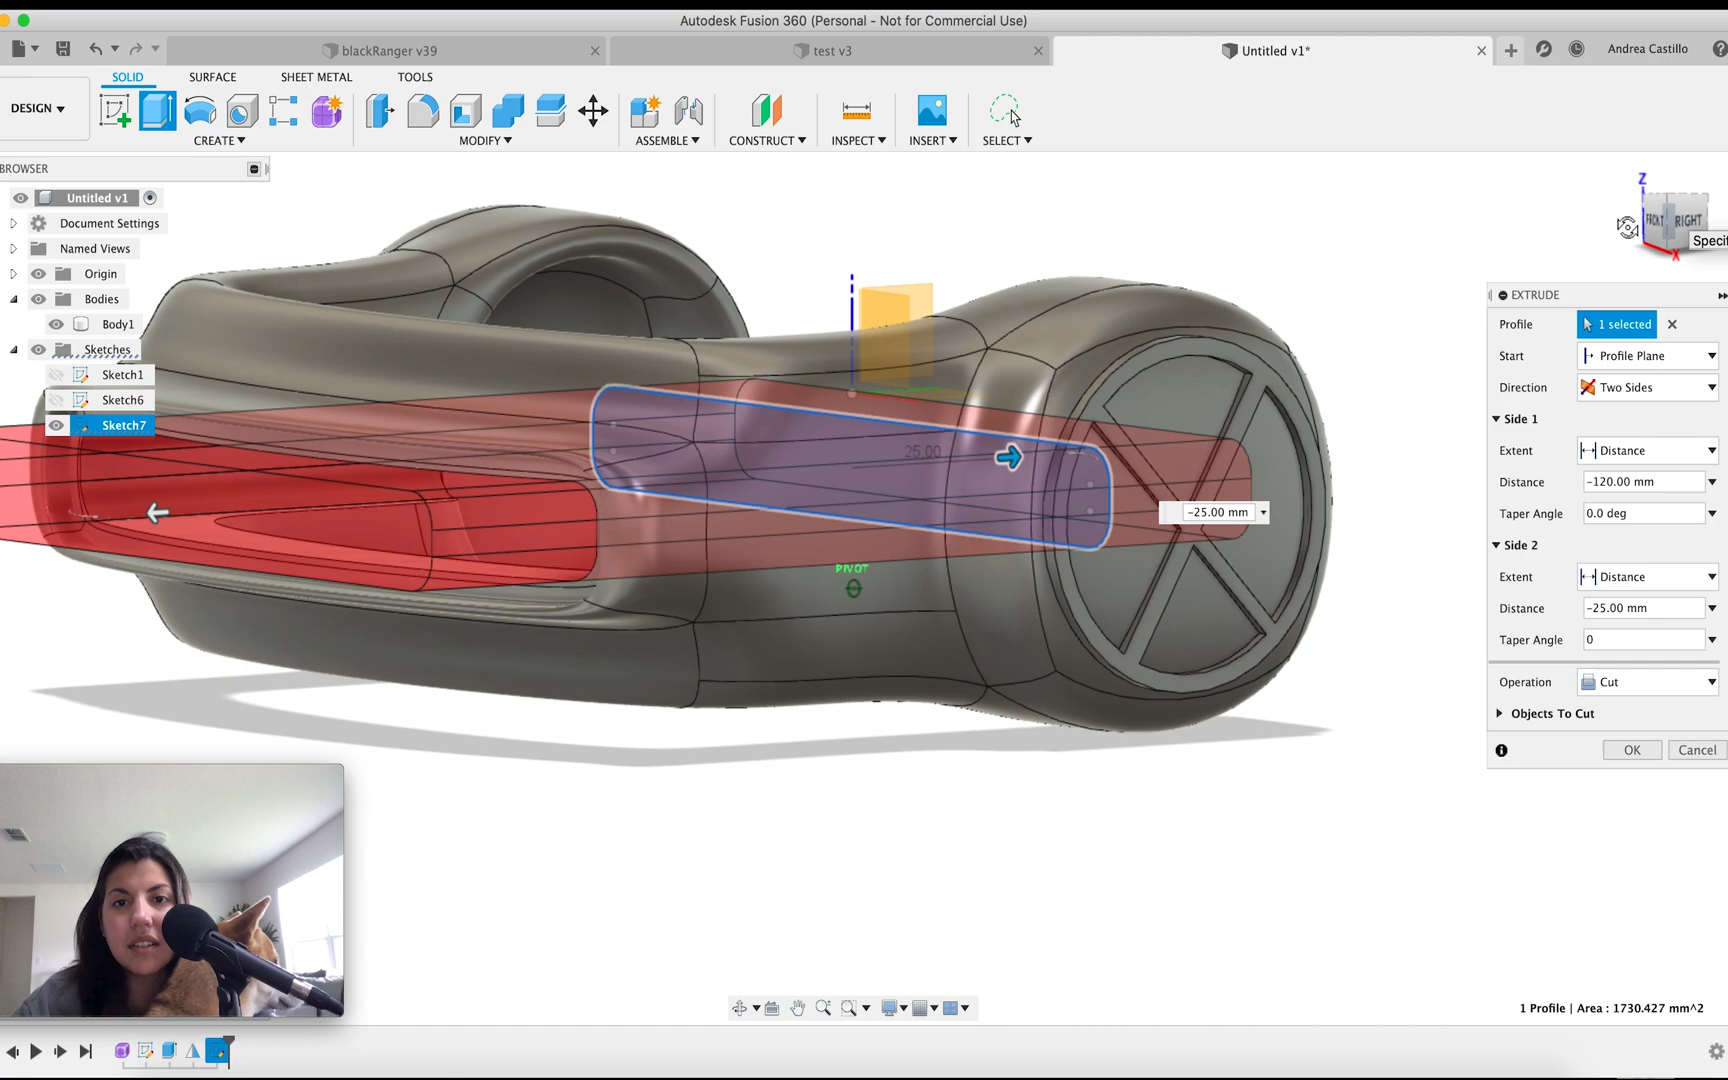 Autodesk Fusion 360 (Personal - Not for Commercial Use)
blackRanger v39
test v3
Untitled v1*
Andrea Castillo
SOLID
SURFACE
SHEET METAL
TOOLS
DESIGN
CREATE
MODIFY
ASSEMBLE
CONSTRUCT
INSPECT
INSERT
SELECT
BROWSER
Untitled v1
Document Settings
Named Views
Origin
Bodies
Body1
Sketches
Sketch1
Sketch6
Sketch7
Z
FRONT
RIGHT
X
Specif
25.00
-25.00 mm
PIVOT
EXTRUDE
Profile
1 selected
Start
Profile Plane
Direction
Two Sides
Side 1
Extent
Distance
Distance
-120.00 mm
Taper Angle
0.0 deg
Side 2
Extent
Distance
Distance
-25.00 mm
Taper Angle
0
Operation
Cut
Objects To Cut
OK
Cancel
1 Profile | Area : 1730.427 mm^2